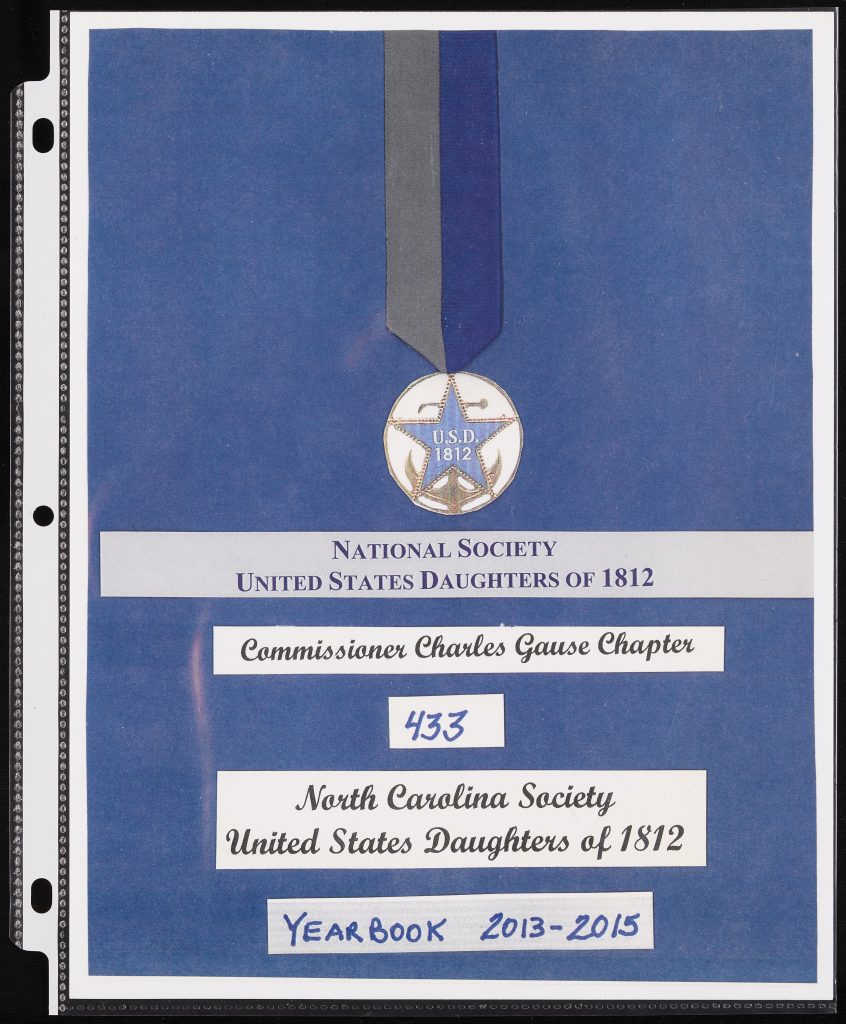 U.S.D.
1812
NATIONAL SOCIETY
UNITED STATES DAUGHTERS OF 1812
Commissioner Charles Gause Chapter
433
North Carolina Society
United States Daughters of 1812
YEARBOOK 2013-2015